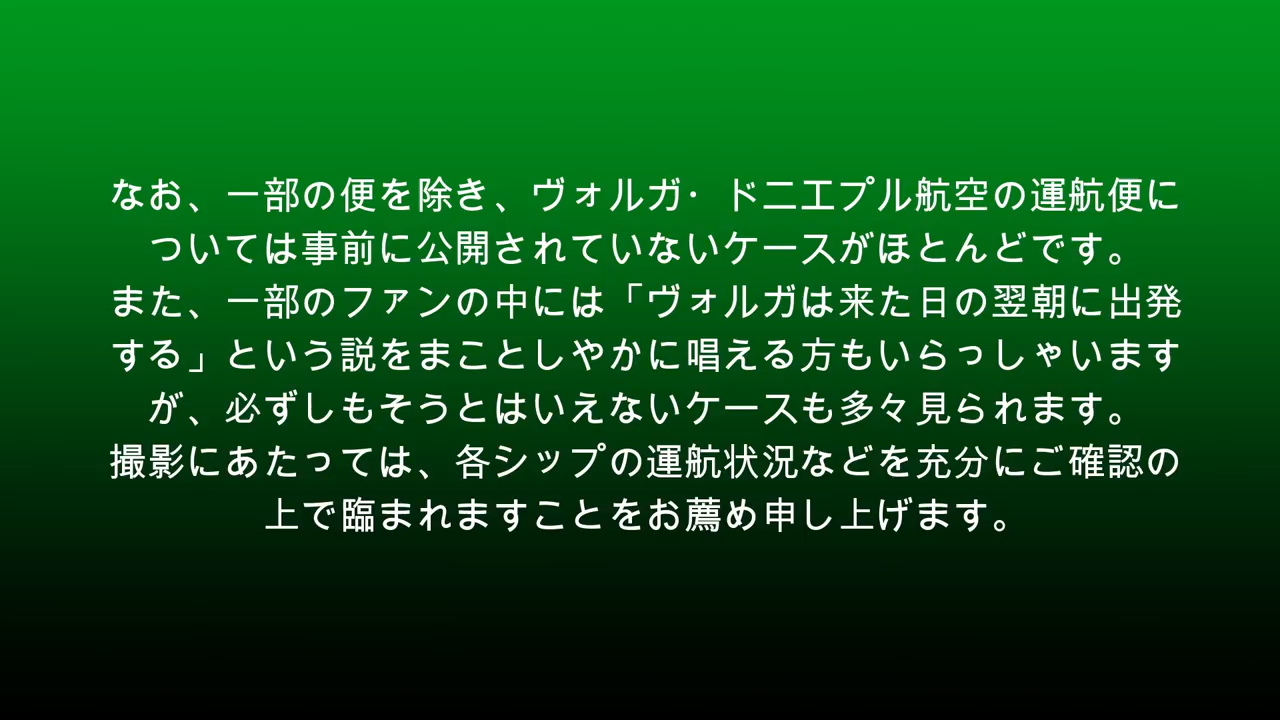 なお、一部の便を除き、ヴォルガ・ドニエプル航空の運航便に
ついては事前に公開されていないケースがほとんどです。
また、一部のファンの中には「ヴォルガは来た日の翌朝に出発
する」という説をまことしやかに唱える方もいらっしゃいます
が、必ずしもそうとはいえないケースも多々見られます。
撮影にあたっては、各シップの運航状況などを充分にご確認の
上で臨まれますことをお薦め申し上げます。